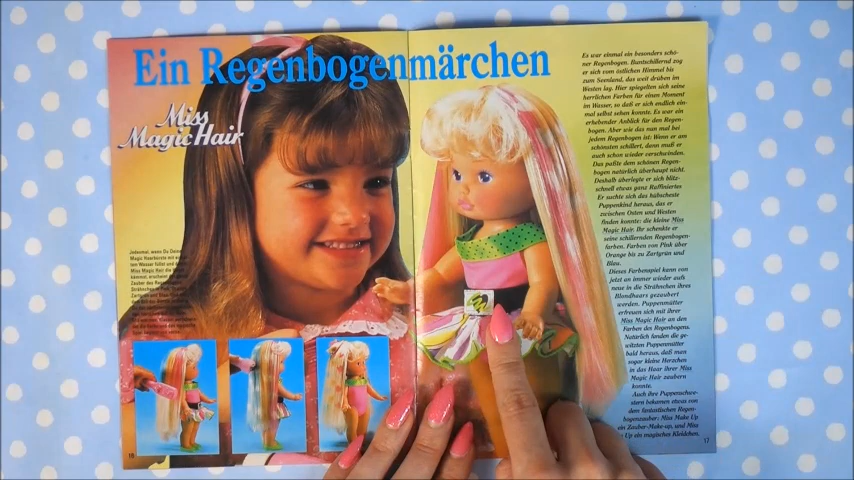 Ein Regenbogenmärchen
Miss
Magic Hair
Jedesmal, wenn Du Deine
Es war einmal ein besonders schö-
ner Regenbogen. Buntschillernd zog
er sich vom östlichen Himmel bis
zum Seenland, das weit drüben im
Westen lag. Hier spiegelten sich seine
herrlichen Farben für einen Moment
im Wasser, so daß er sich endlich ein-
mal selbst sehen konnte. Es war ein
erhebender Anblick für den Regen-
bogen. Aber wie das nun mal bei
jedem Regenbogen ist: Wenn er am
schönsten schillert, dann muß er
auch schon wieder verschwinden.
Das paßte dem schönen Regen-
bogen natürlich überhaupt nicht.
Deshalb überlegte er sich blitz-
schnell etwas ganz Raffiniertes
Er suchte sich das hübscheste
Puppenkind heraus, das er
zwischen Osten und Westen
finden konnte: die kleine Miss
Magic Hair. Ihr schenkte er
seine schillernden Regenbogen-
farben. Farben von Pink über
Orange bis zu Zartgrün und
Blau.
Dieses Farbenspiel kann von
jetzt an immer wieder aufs
neue in die Strähnchen ihres
Blondhaars gezaubert
werden. Puppenmütter
erfreuen sich mit ihrer
Miss Magic Hair an den
Farben des Regenbogens.
Natürlich fanden die ge-
witzten Puppenmütter
bald heraus, daß man
sogar kleine Herzchen
in das Haar ihrer Miss
Magic Hair zaubern
konnte.
Auch ihre Puppenschwe-
stern bekamen etwas von
dem fantastischen Regen-
bogenzauber: Miss Make Up
ein Zauber-Make-up, und Miss
Up ein magisches Kleidchen.
16
17